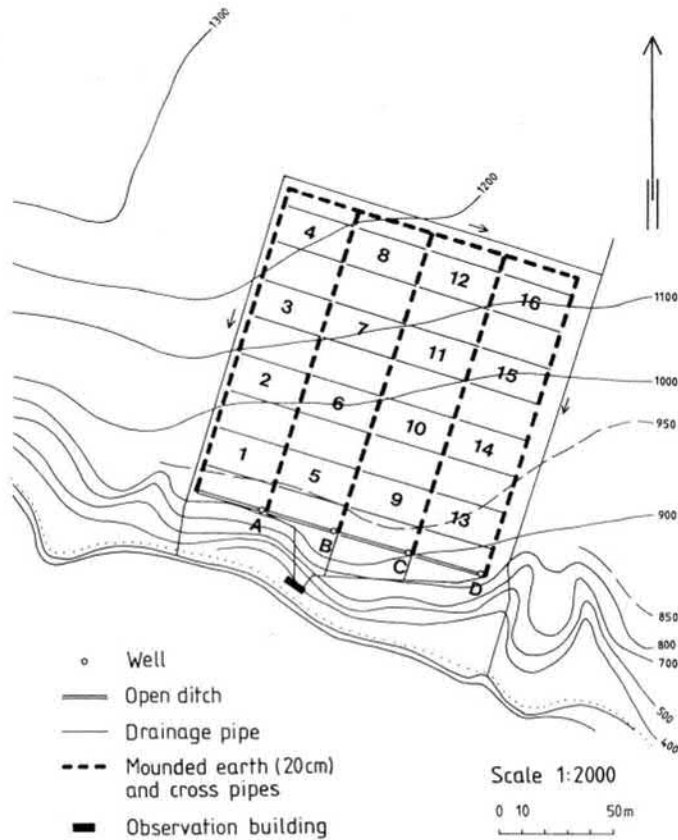 1300
1200
4
8
12
16
1100
3
7
11
15
1000
2
6
10
14
950
1
5
9
13
900
A
B
C
D
850
800
700
500
400
Well
Open ditch
Drainage pipe
Mounded earth (20cm)
and cross pipes
Observation building
Scale 1:2000
0 10 50m